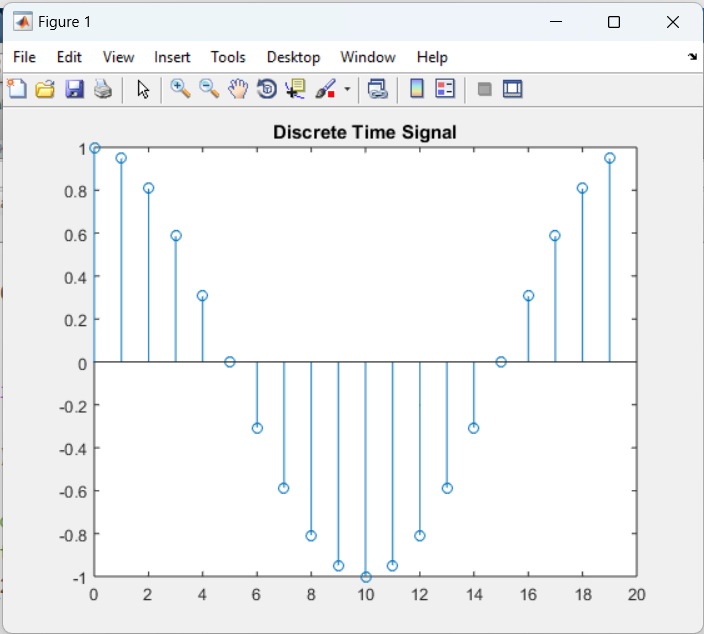 Figure 1
File Edit View Insert Tools Desktop Window Help
Discrete Time Signal
1
0.8
0.6
0.4
0.2
0
-0.2
-0.4
-0.6
-0.8
-1
0 2 4 6 8 10 12 14 16 18 20